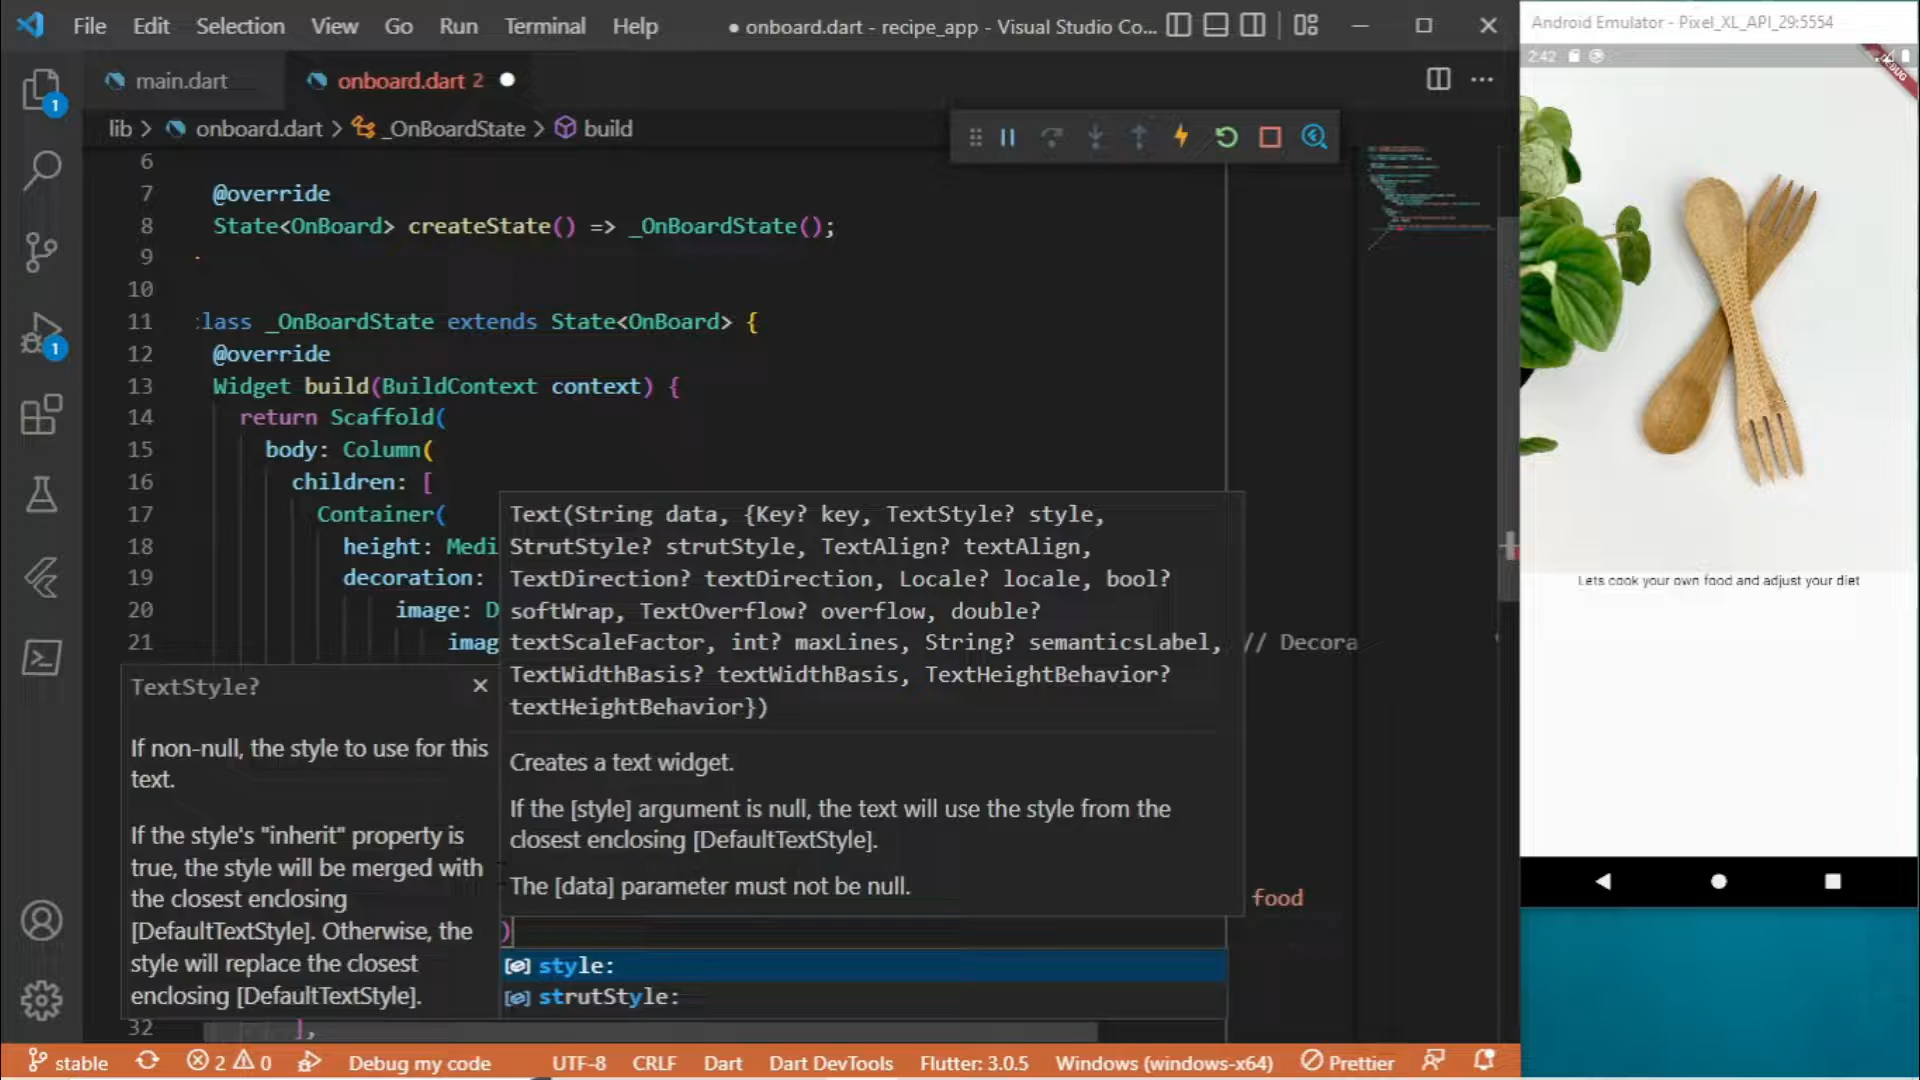 File Edit Selection View Go Run Terminal Help
● onboard.dart - recipe_app - Visual Studio Co...
Android Emulator - Pixel_XL_API_29:5554
main.dart
onboard.dart 2
lib > onboard.dart > _OnBoardState > build
1
1
6
7 @override
8 State<OnBoard> createState() => _OnBoardState();
9
10
11 lass _OnBoardState extends State<OnBoard> {
12 @override
13 Widget build(BuildContext context) {
14 return Scaffold(
15 body: Column(
16 children: [
17 Container(
18 height: Medi
19 decoration:
20 image: D
21 imag
// Decora
Text(String data, {Key? key, TextStyle? style,
StrutStyle? strutStyle, TextAlign? textAlign,
TextDirection? textDirection, Locale? locale, bool?
softWrap, TextOverflow? overflow, double?
textScaleFactor, int? maxLines, String? semanticsLabel,
TextWidthBasis? textWidthBasis, TextHeightBehavior?
textHeightBehavior})
Creates a text widget.
If the [style] argument is null, the text will use the style from the
closest enclosing [DefaultTextStyle].
The [data] parameter must not be null.
TextStyle?
If non-null, the style to use for this
text.
If the style's "inherit" property is
true, the style will be merged with
the closest enclosing
[DefaultTextStyle]. Otherwise, the
style will replace the closest
enclosing [DefaultTextStyle].
food
)
style:
strutStyle:
32 ],
stable 2 0 Debug my code UTF-8 CRLF Dart Dart DevTools Flutter: 3.0.5 Windows (windows-x64) Prettier
2:42
DEBUG
Lets cook your own food and adjust your diet